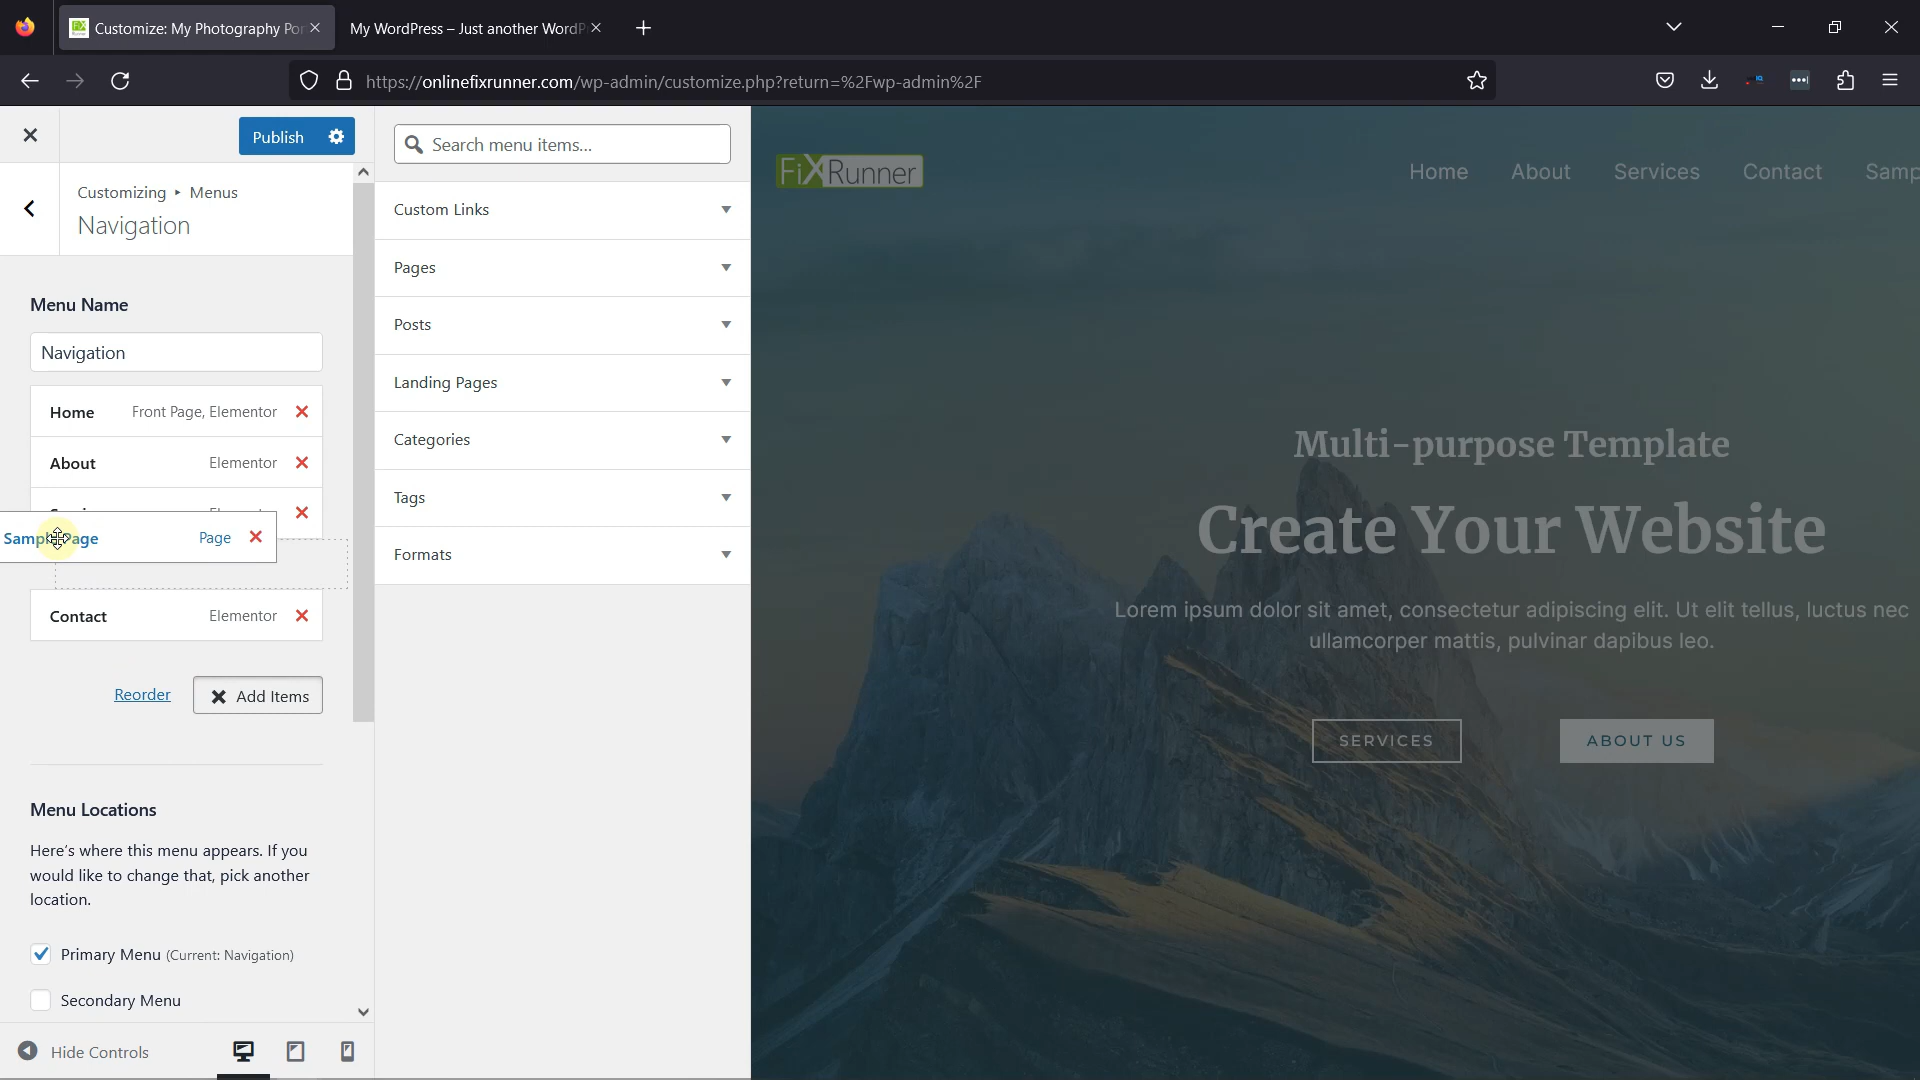 Customize: My Photography Por
My WordPress – Just another WordP
https://onlinefixrunner.com/wp-admin/customize.php?return=%2Fwp-admin%2F
Publish
Customizing ▸ Menus
Navigation
Menu Name
Navigation
Home Front Page, Elementor
About Elementor
Sample Page Page
Contact Elementor
Reorder
Add Items
Menu Locations
Here's where this menu appears. If you
would like to change that, pick another
location.
Primary Menu (Current: Navigation)
Secondary Menu
Hide Controls
Search menu items...
Custom Links
Pages
Posts
Landing Pages
Categories
Tags
Formats
FiXRunner
Home About Services Contact Samp
Multi-purpose Template
Create Your Website
Lorem ipsum dolor sit amet, consectetur adipiscing elit. Ut elit tellus, luctus nec
ullamcorper mattis, pulvinar dapibus leo.
SERVICES
ABOUT US